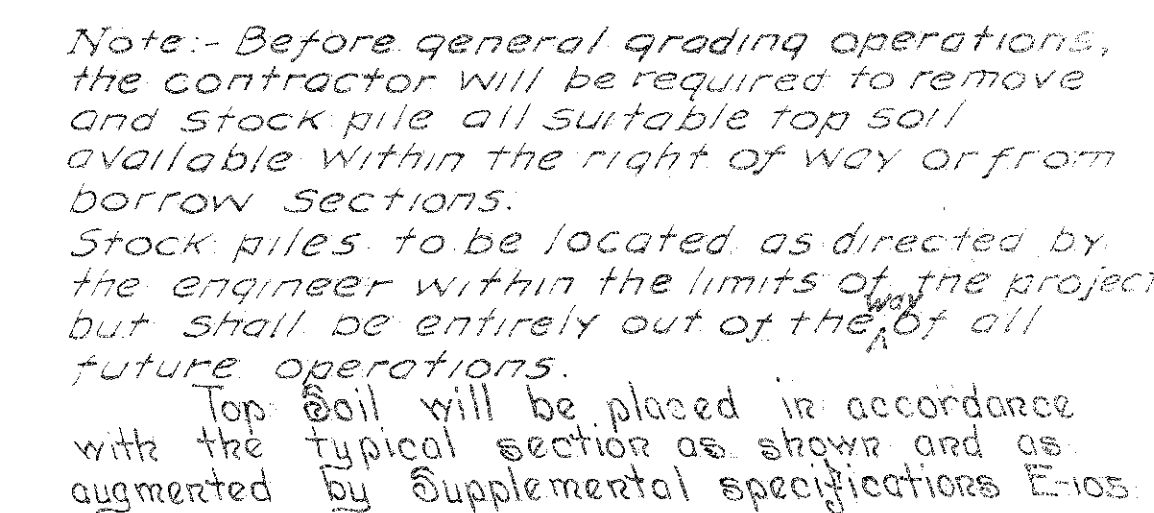 Note:- Before general grading operations,
the contractor will be required to remove
and stock pile all suitable top soil
available within the right of way or from
borrow sections.
Stock piles to be located as directed by
the engineer within the limits of the project
but shall be entirely out of the way of all
future operations.
Top Soil will be placed in accordance
with the typical section as shown and as
augmented by Supplemental specifications E-105